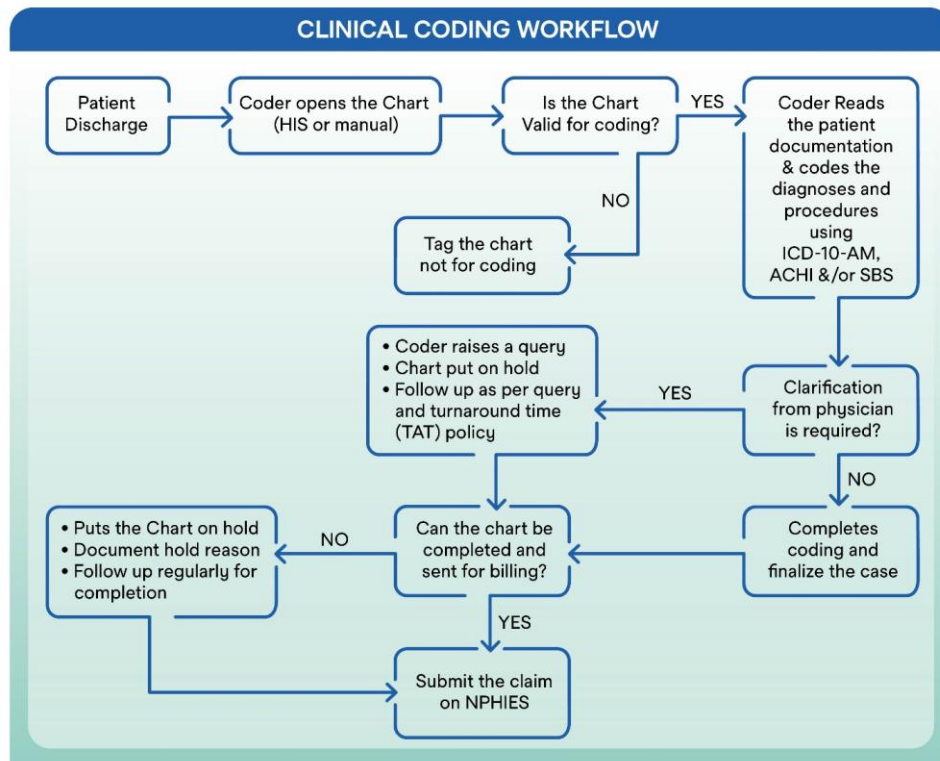 CLINICAL CODING WORKFLOW
Patient
Discharge
Coder opens the Chart
(HIS or manual)
Is the Chart
Valid for coding?
YES
Coder Reads
the patient
documentation
& codes the
diagnoses and
procedures
using
ICD-10-AM,
ACHI &/or SBS
NO
Tag the chart
not for coding
• Coder raises a query
• Chart put on hold
• Follow up as per query
and turnaround time
(TAT) policy
YES
Clarification
from physician
is required?
NO
• Puts the Chart on hold
• Document hold reason
• Follow up regularly for
completion
NO
Can the chart be
completed and
sent for billing?
Completes
coding and
finalize the case
YES
Submit the claim
on NPHIES